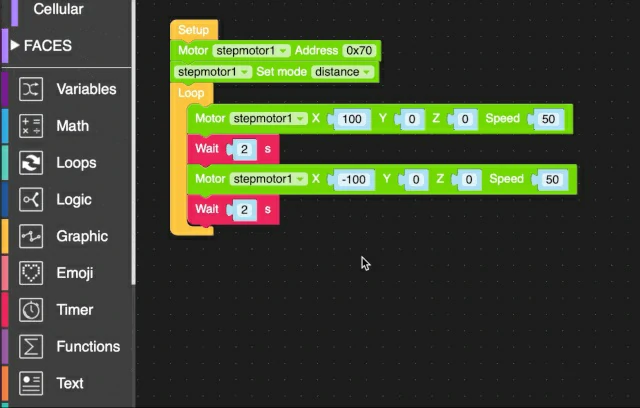 Cellular
FACES
Variables
Math
Loops
Logic
Graphic
Emoji
Timer
Functions
Text
Setup
Motor stepmotor1 Address 0x70
stepmotor1 Set mode distance
Loop
Motor stepmotor1 X 100 Y 0 Z 0 Speed 50
Wait 2 s
Motor stepmotor1 X -100 Y 0 Z 0 Speed 50
Wait 2 s